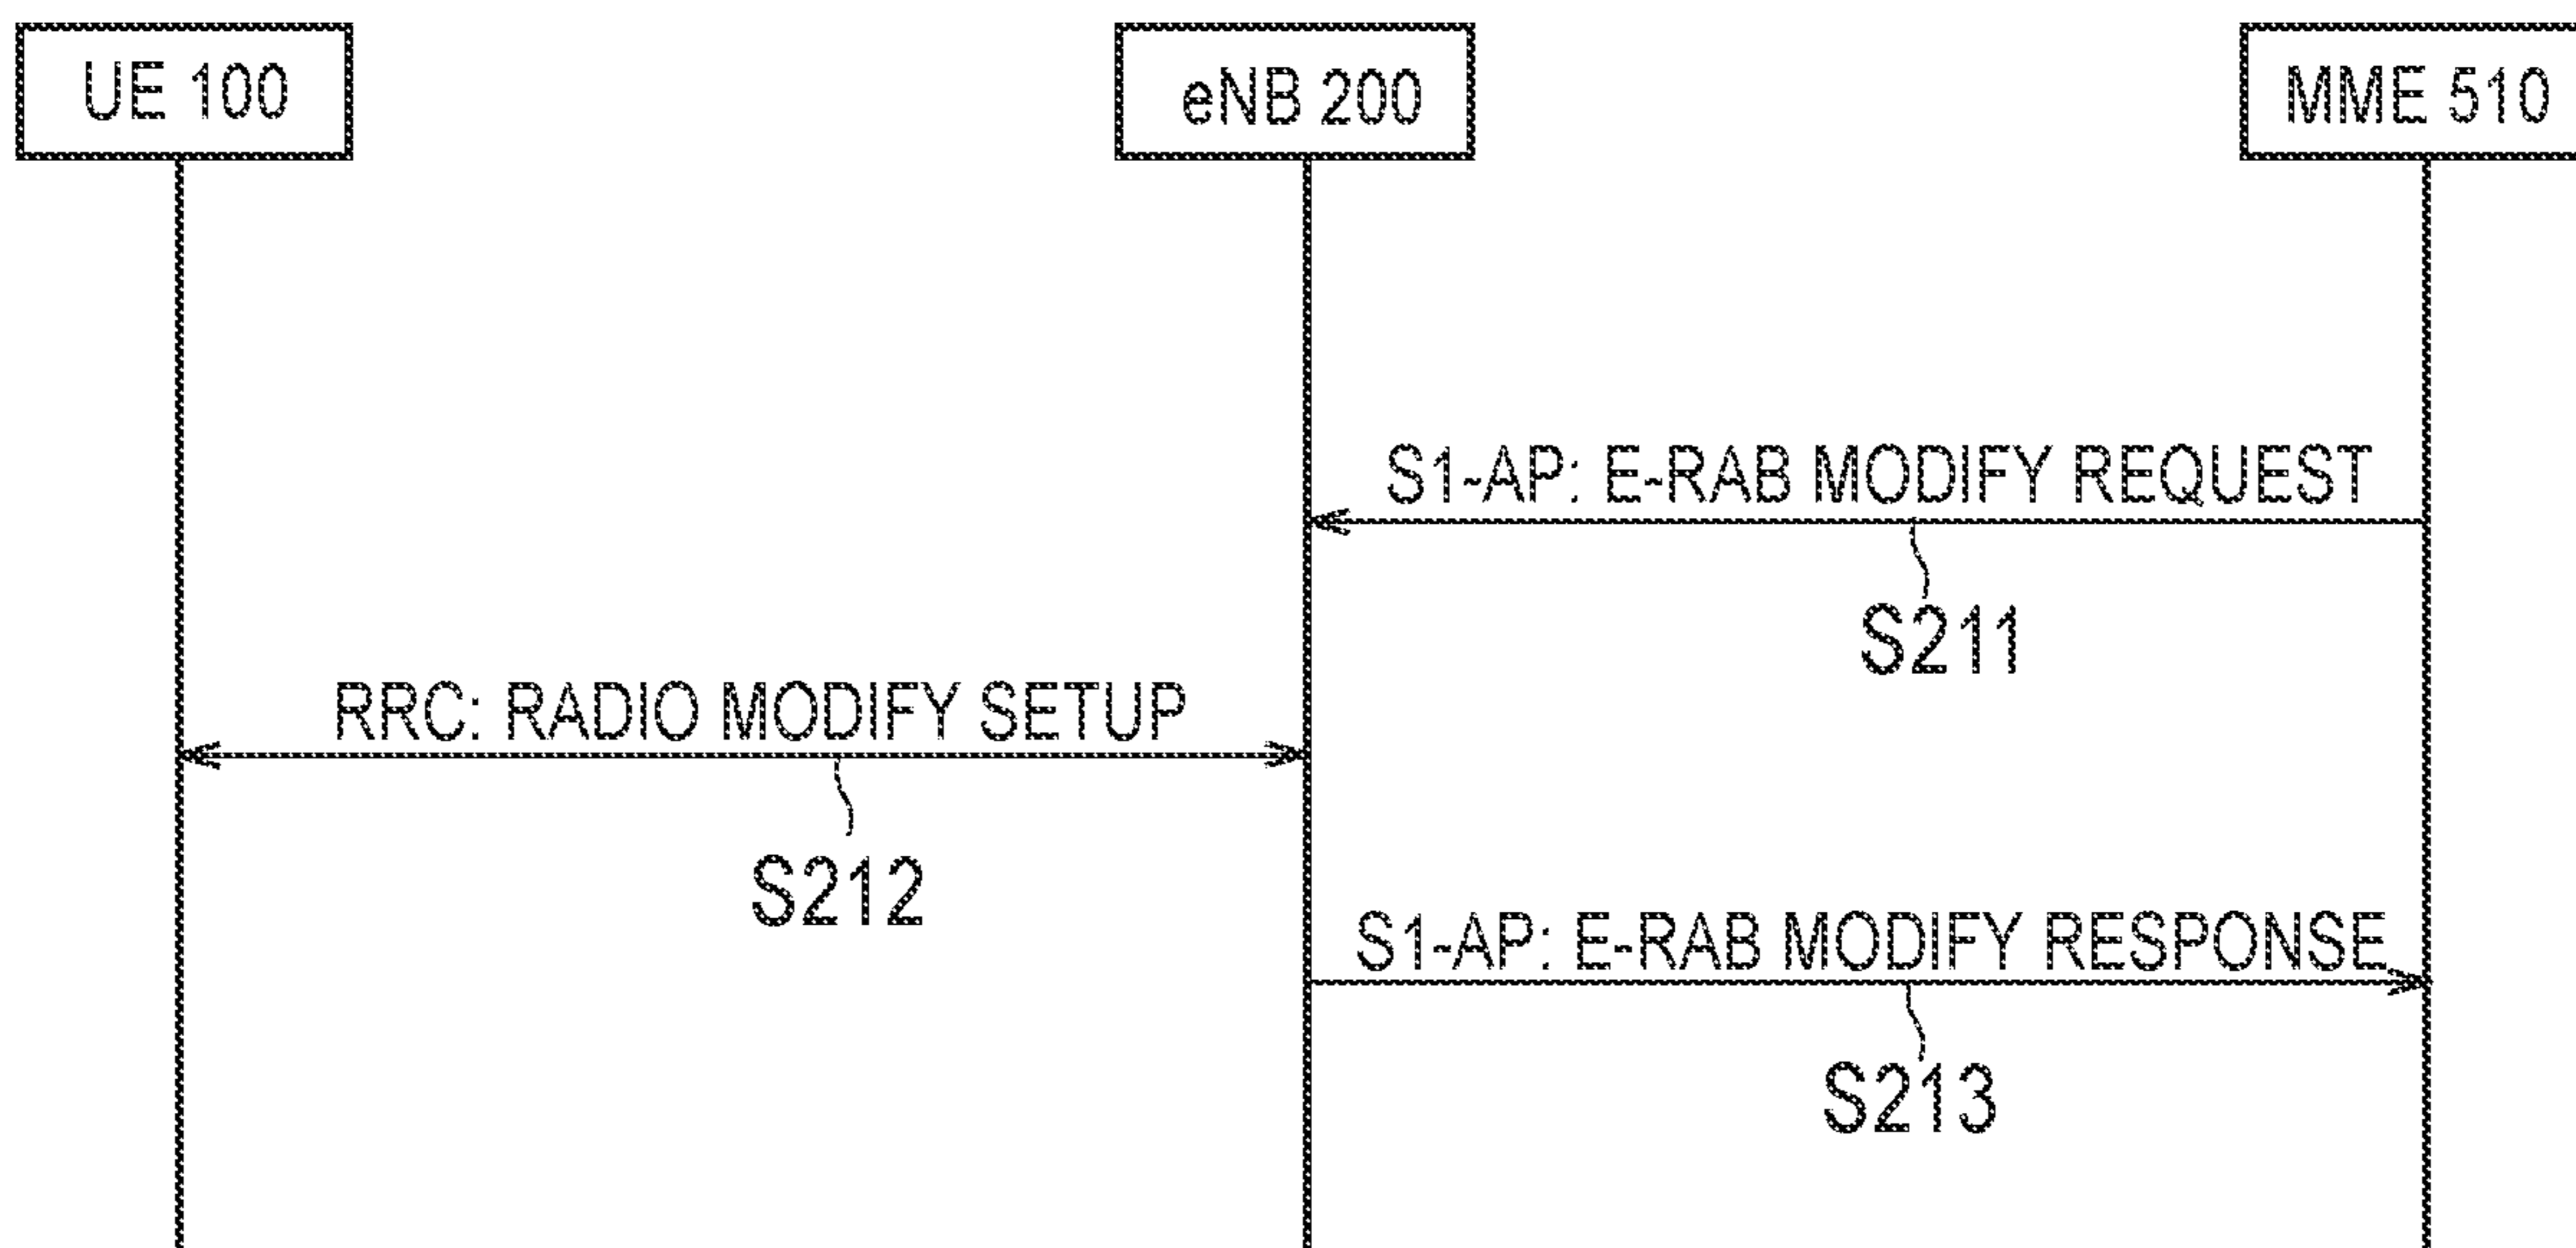 UE 100
eNB 200
MME 510
S1-AP: E-RAB MODIFY REQUEST
S211
RRC: RADIO MODIFY SETUP
S212
S1-AP: E-RAB MODIFY RESPONSE
S213